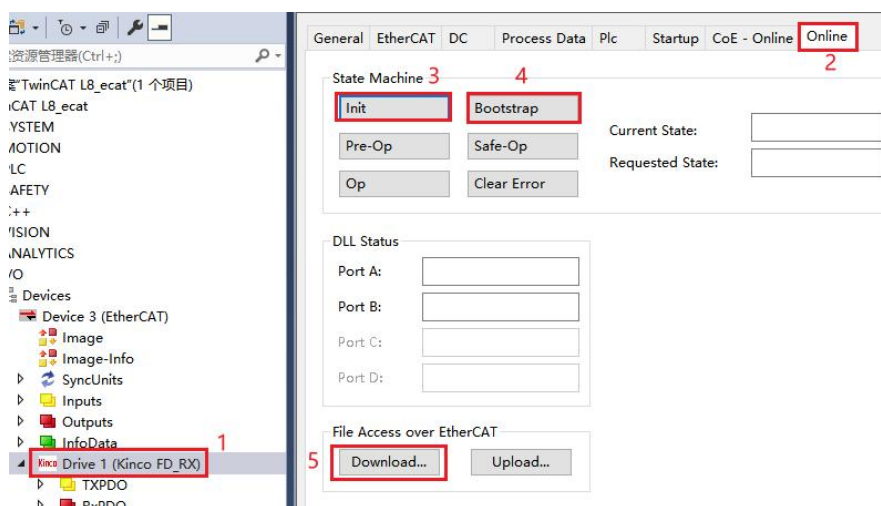 资源管理器(Ctrl+;)
"TwinCAT L8_ecat"(1 个项目)
iCAT L8_ecat
YSTEM
MOTION
LC
AFETY
:++
/ISION
ANALYTICS
/O
Devices
Device 3 (EtherCAT)
Image
Image-Info
SyncUnits
Inputs
Outputs
InfoData
1
Kinco Drive 1 (Kinco FD_RX)
TXPDO
RxPDO
General EtherCAT DC Process Data Plc Startup CoE - Online Online
2
State Machine 3 4
Init Bootstrap
Pre-Op Safe-Op
Op Clear Error
Current State:
Requested State:
DLL Status
Port A:
Port B:
Port C:
Port D:
File Access over EtherCAT
5 Download... Upload...